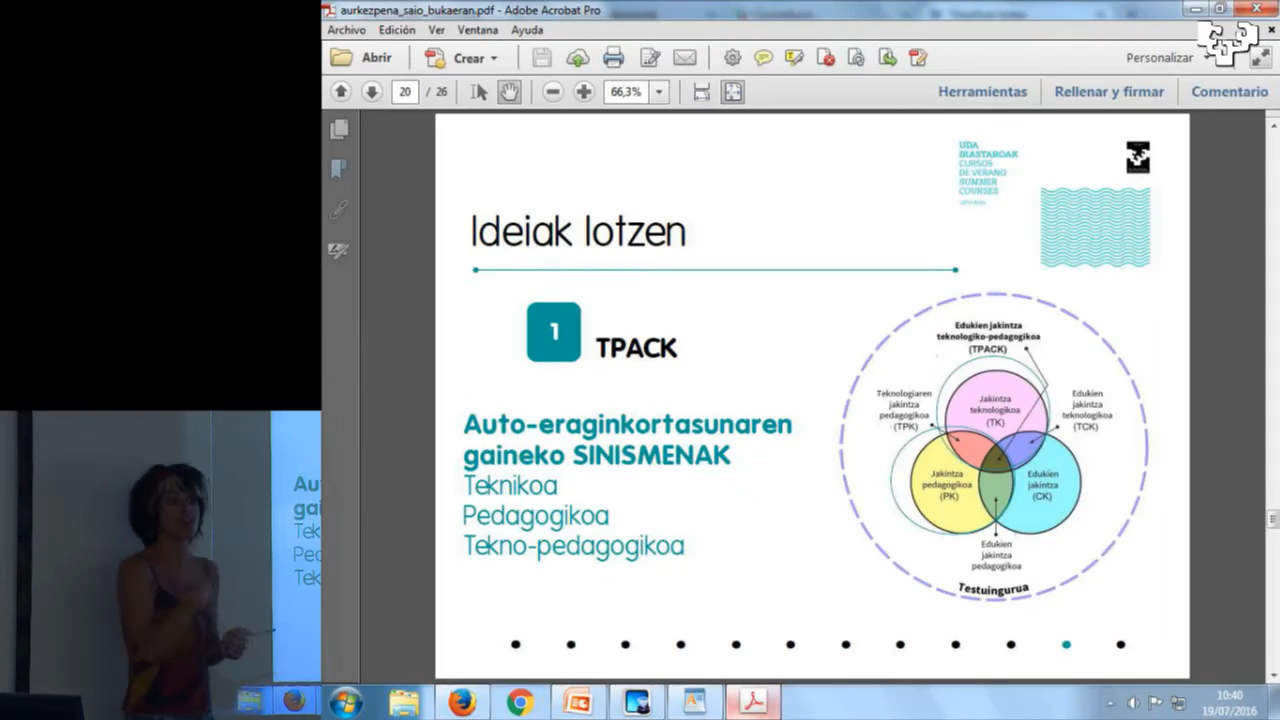 aurkezpena_saio_bukaeran.pdf - Adobe Acrobat Pro
Archivo Edición Ver Ventana Ayuda
Abrir Crear Personalizar
20 / 26 66,3% Herramientas Rellenar y firmar Comentario
UDA
IKASTAROAK
CURSOS
DE VERANO
SUMMER
COURSES
Ideiak lotzen
1 TPACK
Auto-eraginkortasunaren
gaineko SINISMENAK
Teknikoa
Pedagogikoa
Tekno-pedagogikoa
Edukien jakintza
teknologiko-pedagogikoa
(TPACK)
Teknologiaren
jakintza
pedagogikoa
(TPK)
Jakintza
teknologikoa
(TK)
Edukien
jakintza
teknologikoa
(TCK)
Jakintza
pedagogikoa
(PK)
Edukien
jakintza
(CK)
Edukien
jakintza
pedagogikoa
Testuingurua
10:40
19/07/2016